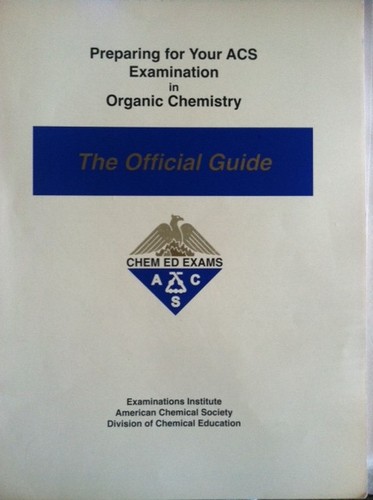 Preparing for Your ACS
Examination
in
Organic Chemistry
The Official Guide
CHEM ED EXAMS
A C
S
Examinations Institute
American Chemical Society
Division of Chemical Education